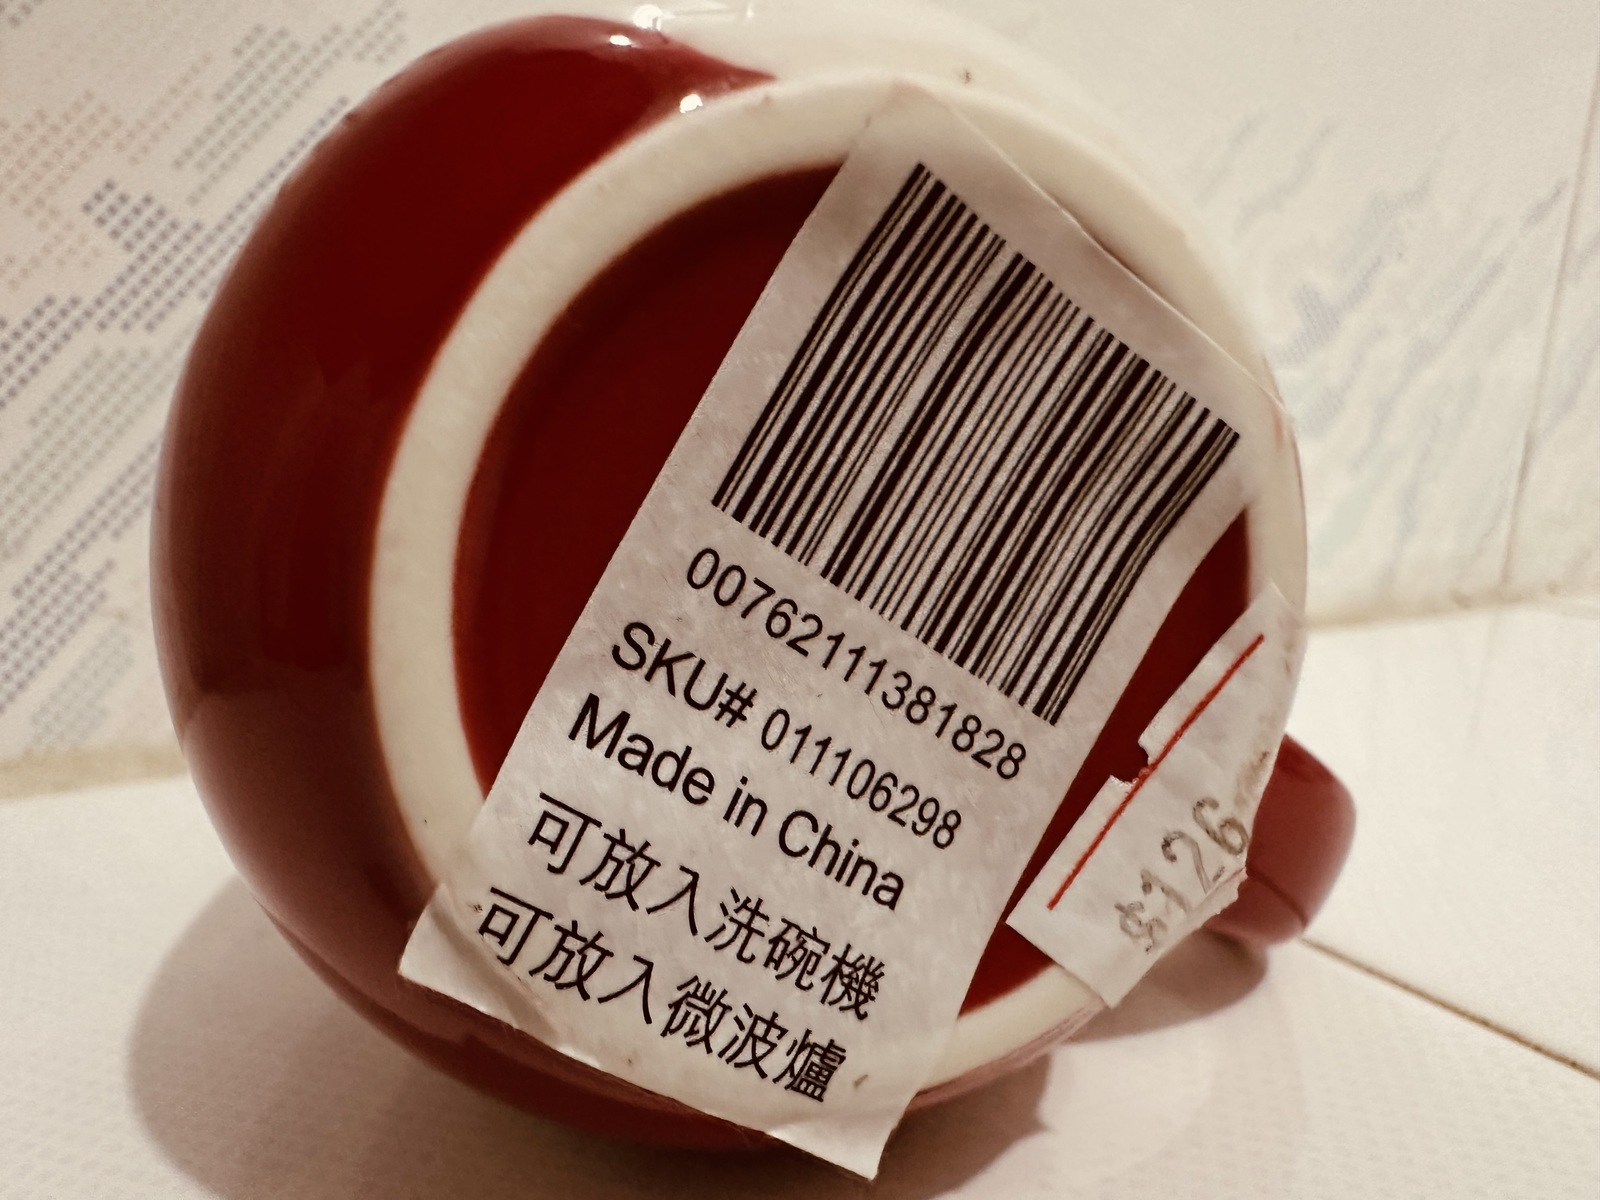 00762111381828
SKU# 011106298
Made in China
可放入洗碗機
可放入微波爐
$126